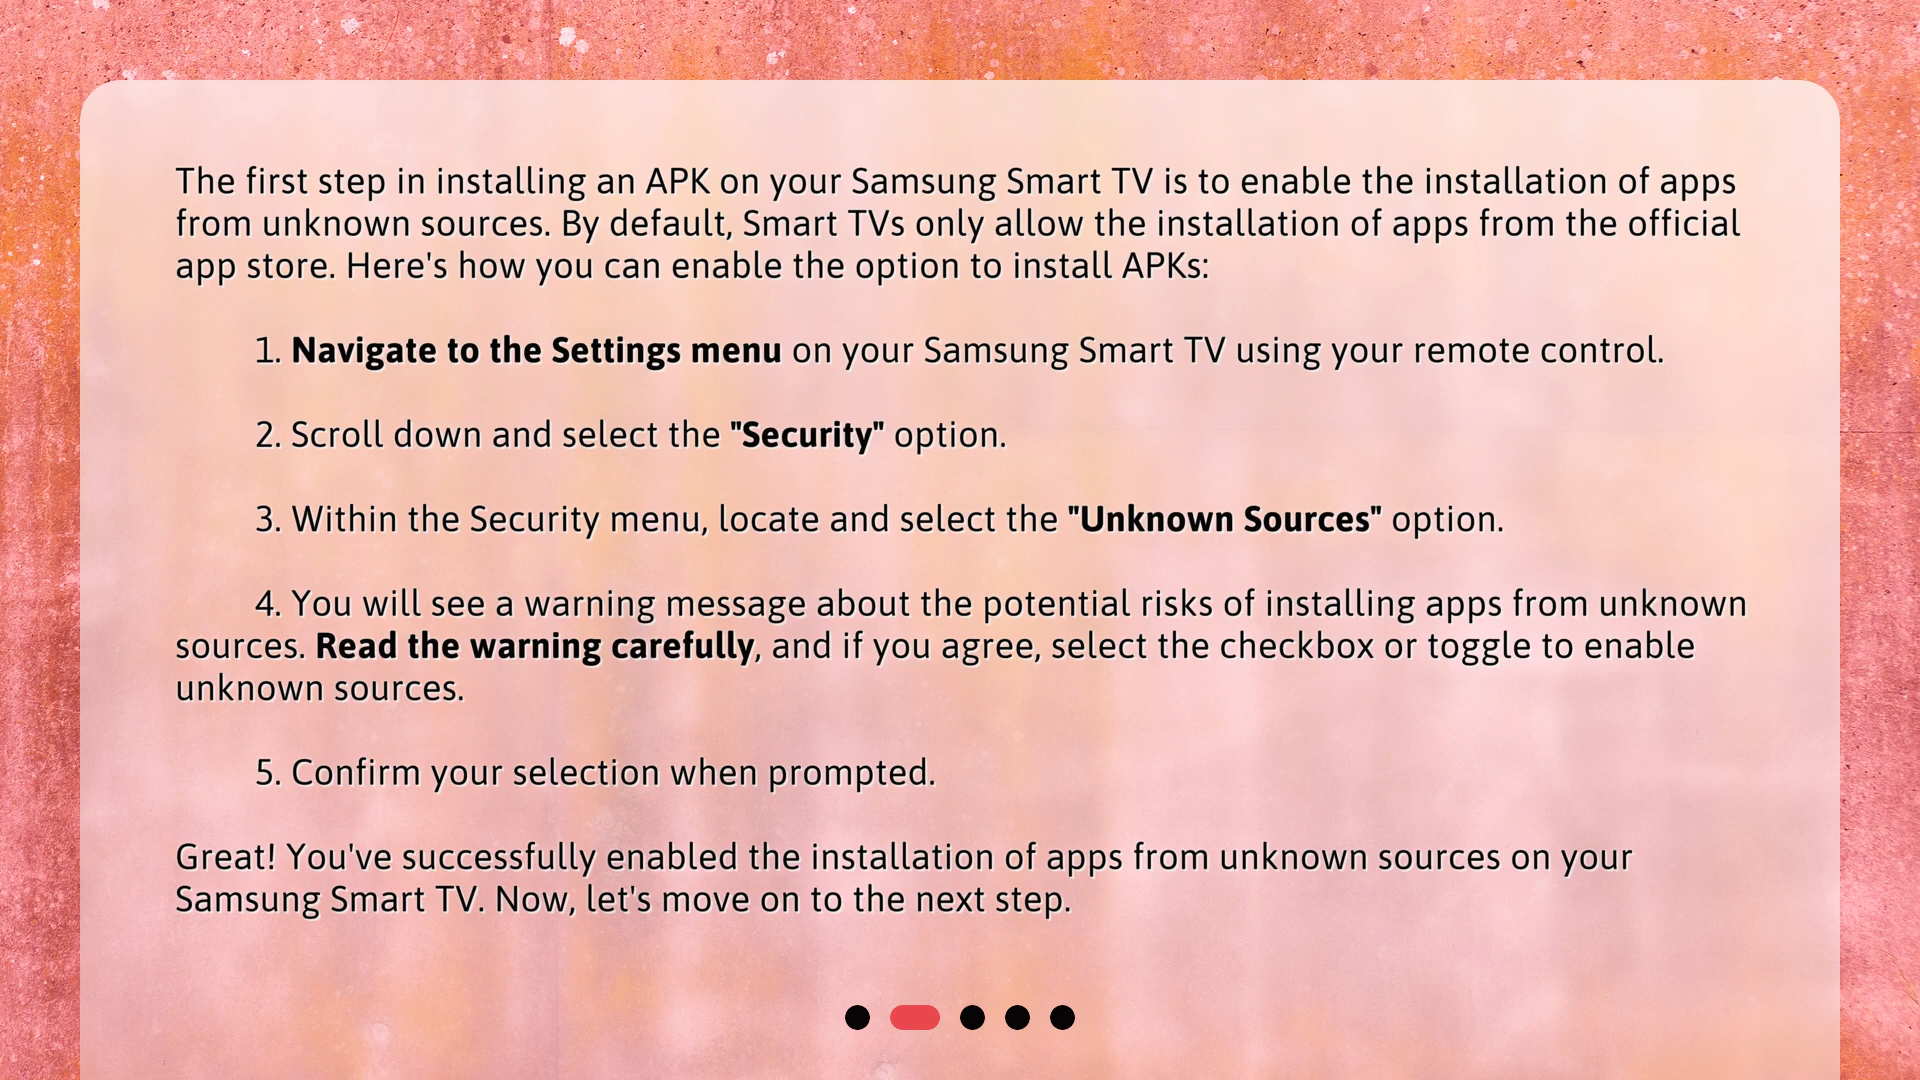 The first step in installing an APK on your Samsung Smart TV is to enable the installation of apps
from unknown sources. By default, Smart TVs only allow the installation of apps from the official
app store. Here's how you can enable the option to install APKs:
1. Navigate to the Settings menu on your Samsung Smart TV using your remote control.
2. Scroll down and select the "Security" option.
3. Within the Security menu, locate and select the "Unknown Sources" option.
4. You will see a warning message about the potential risks of installing apps from unknown
sources. Read the warning carefully, and if you agree, select the checkbox or toggle to enable
unknown sources.
5. Confirm your selection when prompted.
Great! You've successfully enabled the installation of apps from unknown sources on your
Samsung Smart TV. Now, let's move on to the next step.